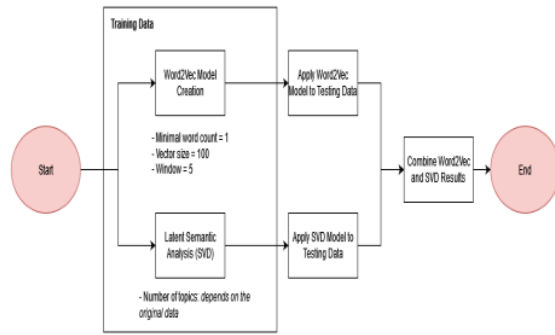 Training Data
Word2Vec Model
Creation
Apply Word2Vec
Model to Testing Data
- Minimal word count = 1
- Vector size = 100
- Window = 5
Start
Combine Word2Vec
and SVD Results
End
Latent Semantic
Analysis (SVD)
Apply SVD Model to
Testing Data
- Number of topics: depends on the
original data